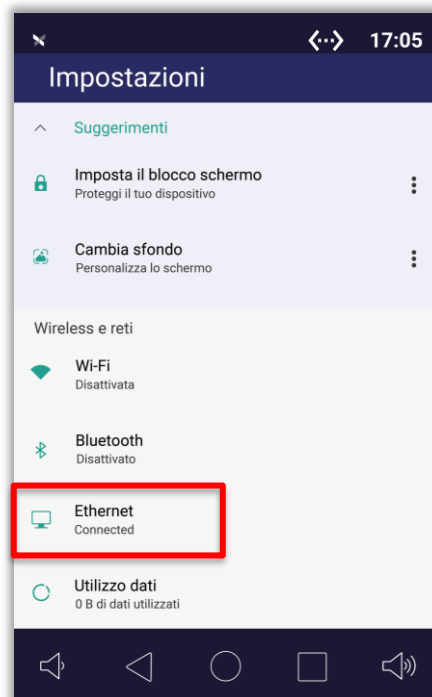 17:05
Impostazioni
Suggerimenti
Imposta il blocco schermo
Proteggi il tuo dispositivo
Cambia sfondo
Personalizza lo schermo
Wireless e reti
Wi-Fi
Disattivata
Bluetooth
Disattivato
Ethernet
Connected
Utilizzo dati
0 B di dati utilizzati